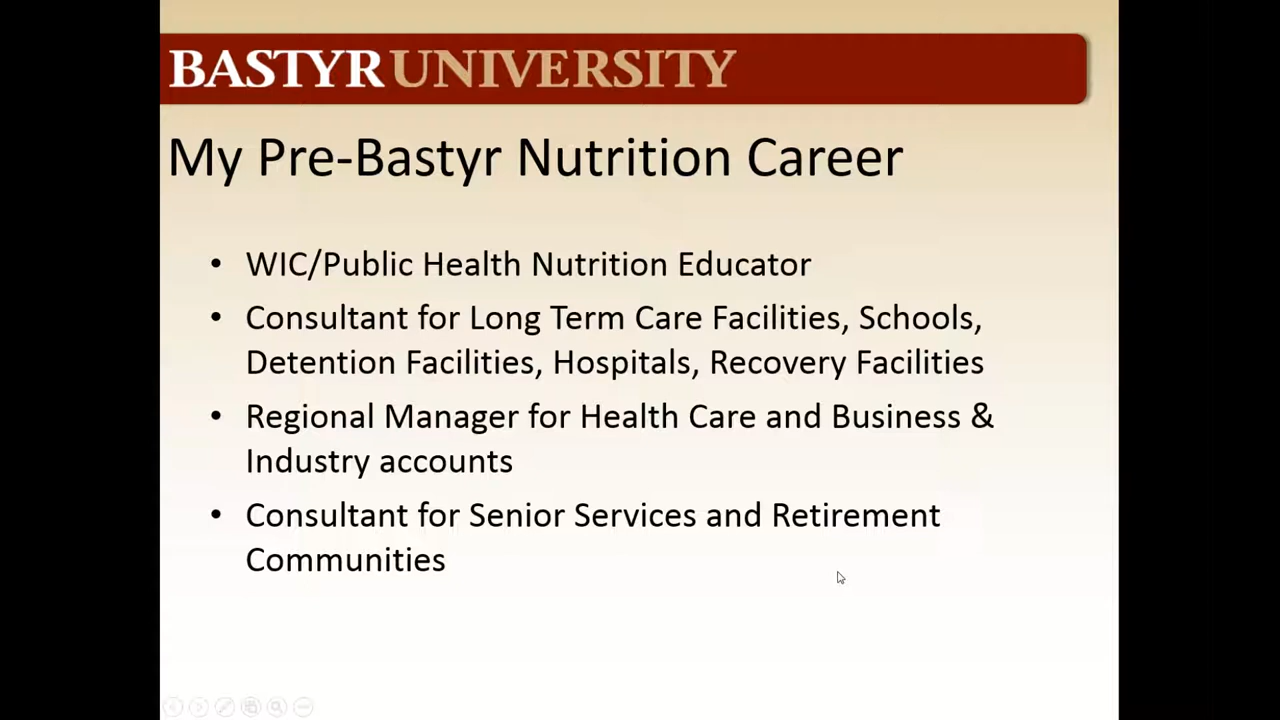 BASTYR UNIVERSITY
My Pre-Bastyr Nutrition Career
• WIC/Public Health Nutrition Educator
• Consultant for Long Term Care Facilities, Schools,
Detention Facilities, Hospitals, Recovery Facilities
• Regional Manager for Health Care and Business &
Industry accounts
• Consultant for Senior Services and Retirement
Communities